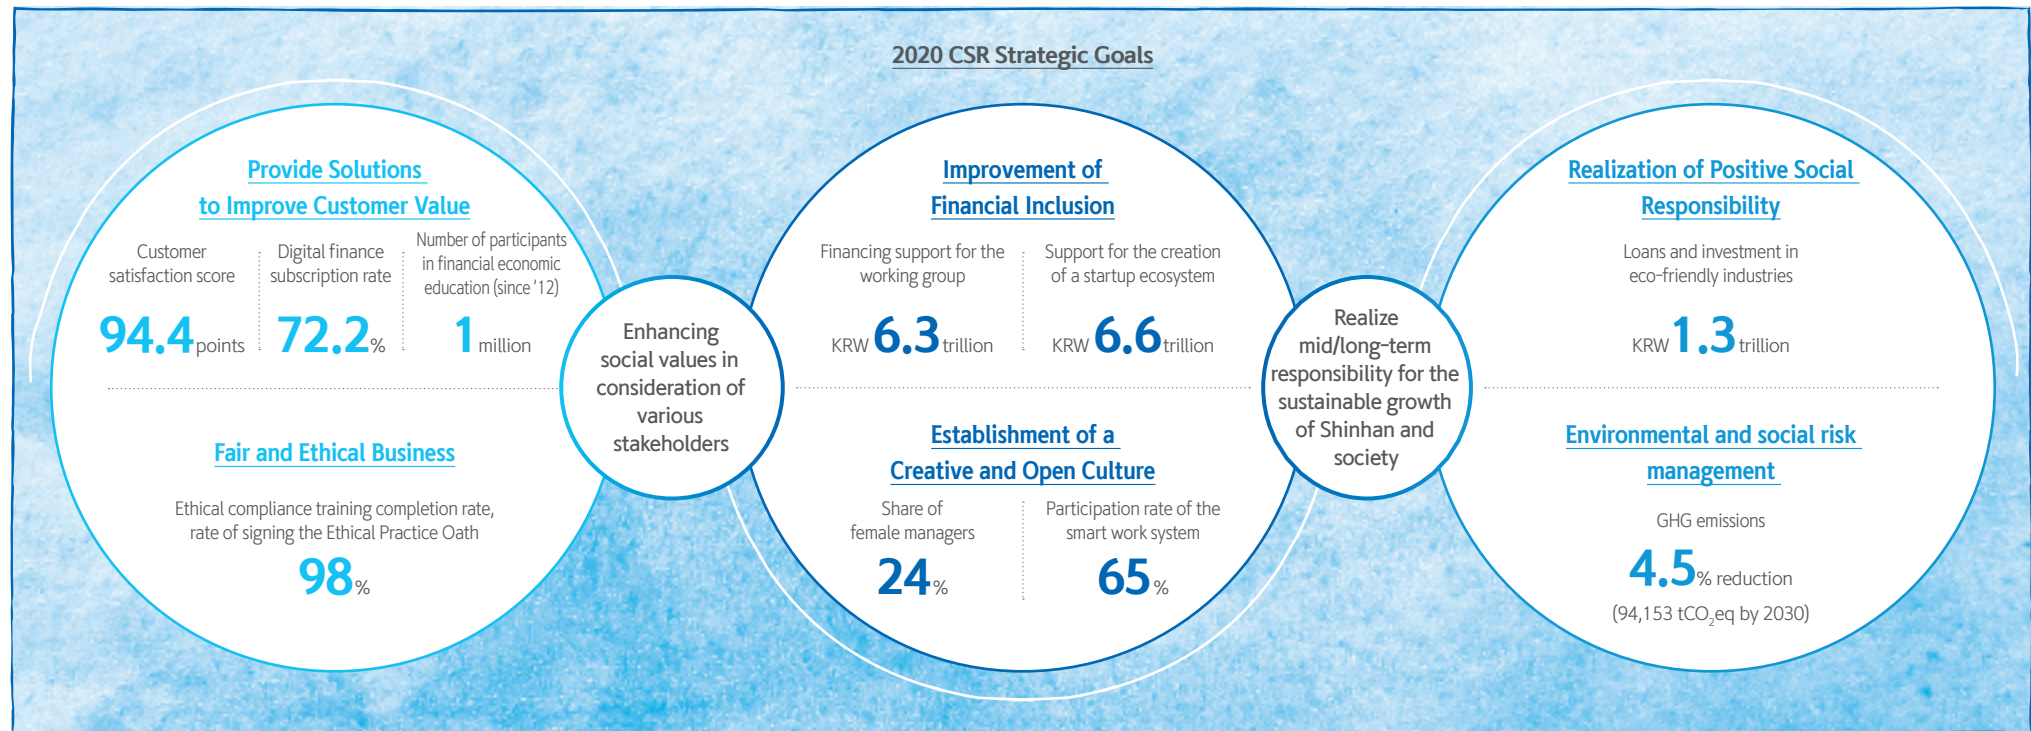 2020 CSR Strategic Goals
Provide Solutions
to Improve Customer Value
Customer
satisfaction score
94.4 points
Digital finance
subscription rate
72.2%
Number of participants
in financial economic
education (since '12)
1 million
Fair and Ethical Business
Ethical compliance training completion rate,
rate of signing the Ethical Practice Oath
98%
Enhancing
social values in
consideration of
various
stakeholders
Improvement of
Financial Inclusion
Financing support for the
working group
KRW 6.3 trillion
Support for the creation
of a startup ecosystem
KRW 6.6 trillion
Establishment of a
Creative and Open Culture
Share of
female managers
24%
Participation rate of the
smart work system
65%
Realize
mid/long-term
responsibility for the
sustainable growth
of Shinhan and
society
Realization of Positive Social
Responsibility
Loans and investment in
eco-friendly industries
KRW 1.3 trillion
Environmental and social risk
management
GHG emissions
4.5% reduction
(94,153 tCO₂eq by 2030)